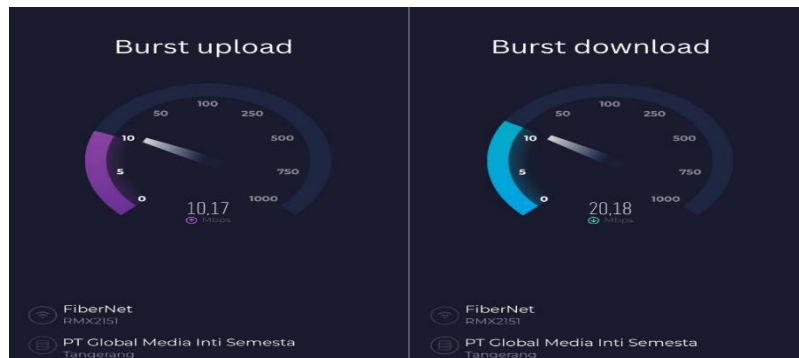 Burst upload
0
5
10
50
100
250
500
750
1000
10,17
Mbps
FiberNet
RMX2151
PT Global Media Inti Semesta
Tangerang
Burst download
0
5
10
50
100
250
500
750
1000
20,18
Mbps
FiberNet
RMX2151
PT Global Media Inti Semesta
Tangerang